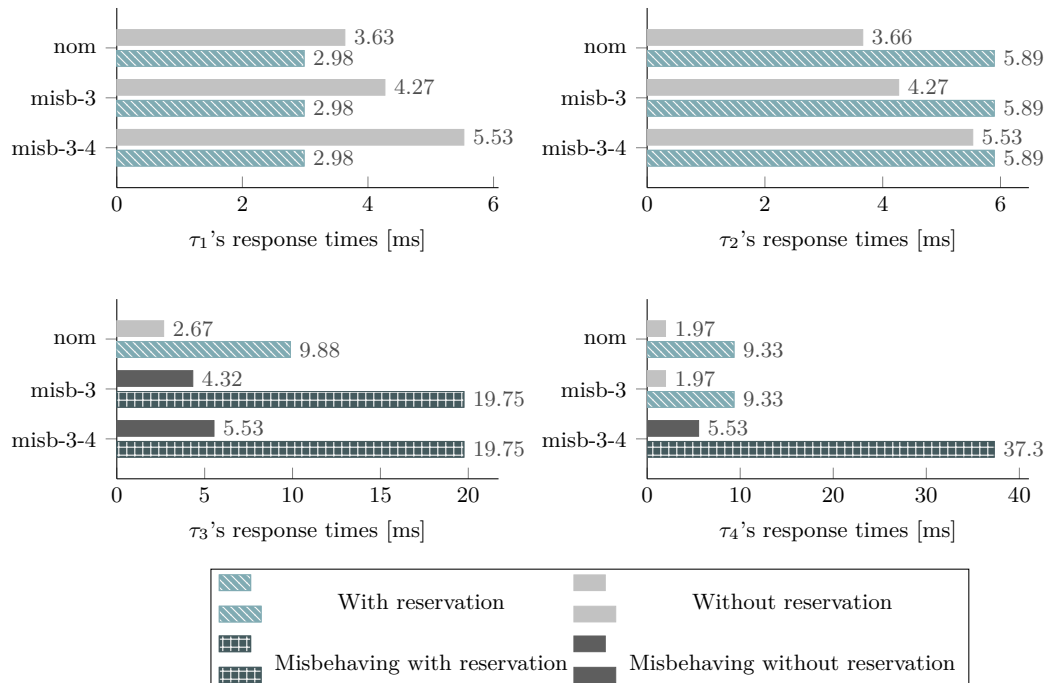 nom
3.63
2.98
misb-3
4.27
2.98
misb-3-4
5.53
2.98
0 2 4 6
τ₁'s response times [ms]
nom
3.66
5.89
misb-3
4.27
5.89
misb-3-4
5.53
5.89
0 2 4 6
τ₂'s response times [ms]
nom
2.67
9.88
misb-3
4.32
19.75
misb-3-4
5.53
19.75
0 5 10 15 20
τ₃'s response times [ms]
nom
1.97
9.33
misb-3
1.97
9.33
misb-3-4
5.53
37.3
0 10 20 30 40
τ₄'s response times [ms]
With reservation
Without reservation
Misbehaving with reservation
Misbehaving without reservation